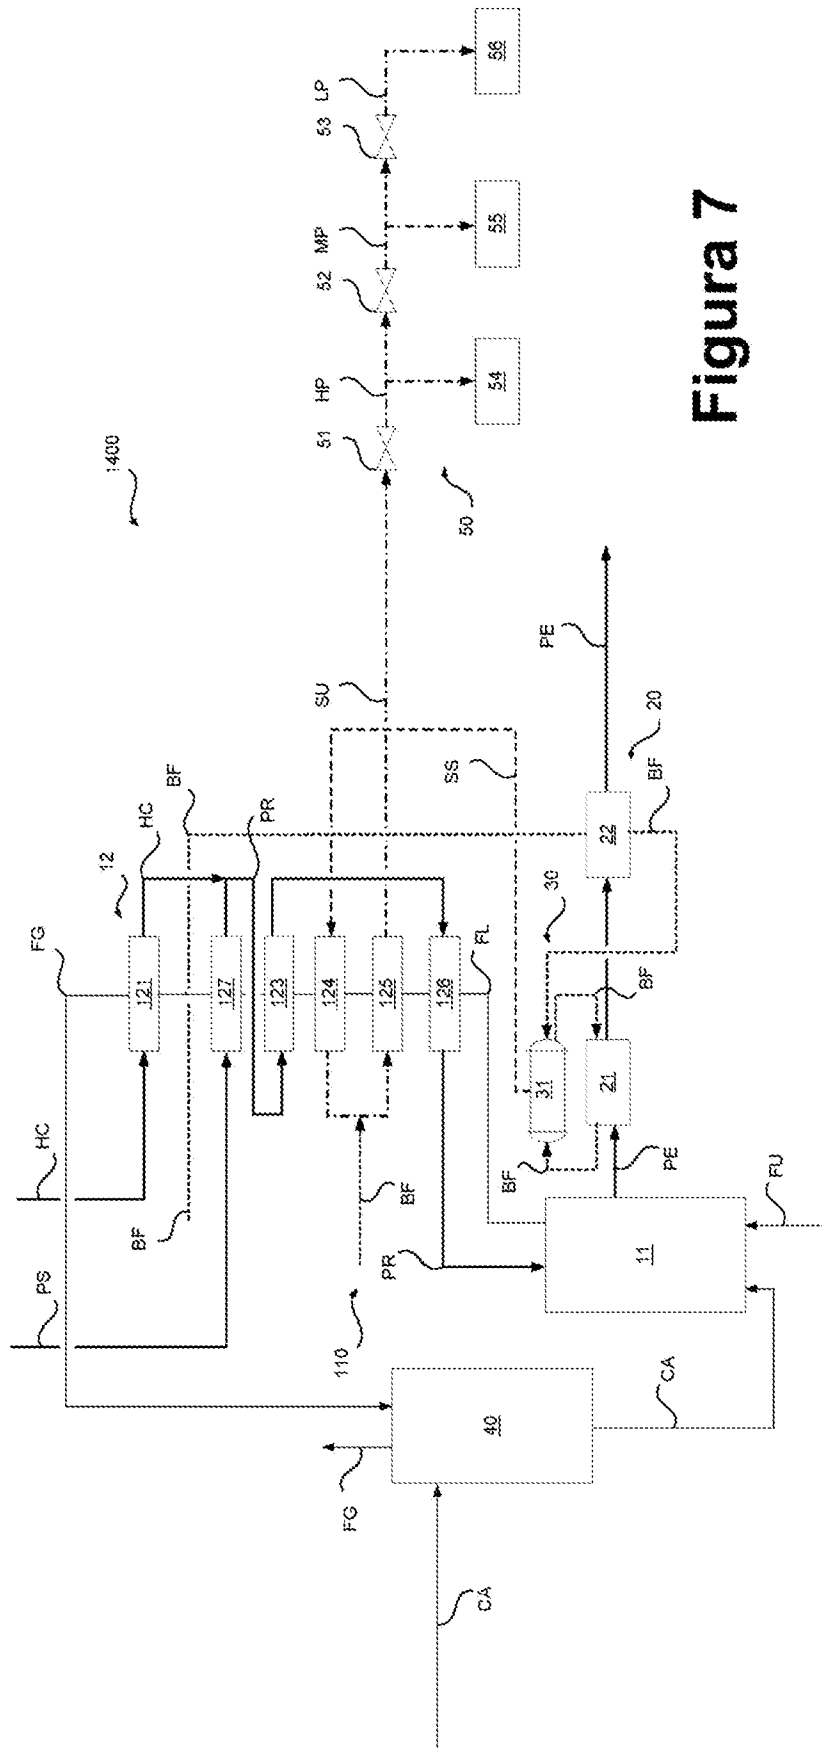 PS
HC
FG
12
1400
BF
121
HC
BF
127
PR
123
SU
51
HP
52
MP
53
LP
124
110
FG
125
PR
BF
126
SS
50
FL
CA
40
54
55
56
BF
31
30
PE
21
22
CA
11
BF
BF
20
PE
Figura 7
FU